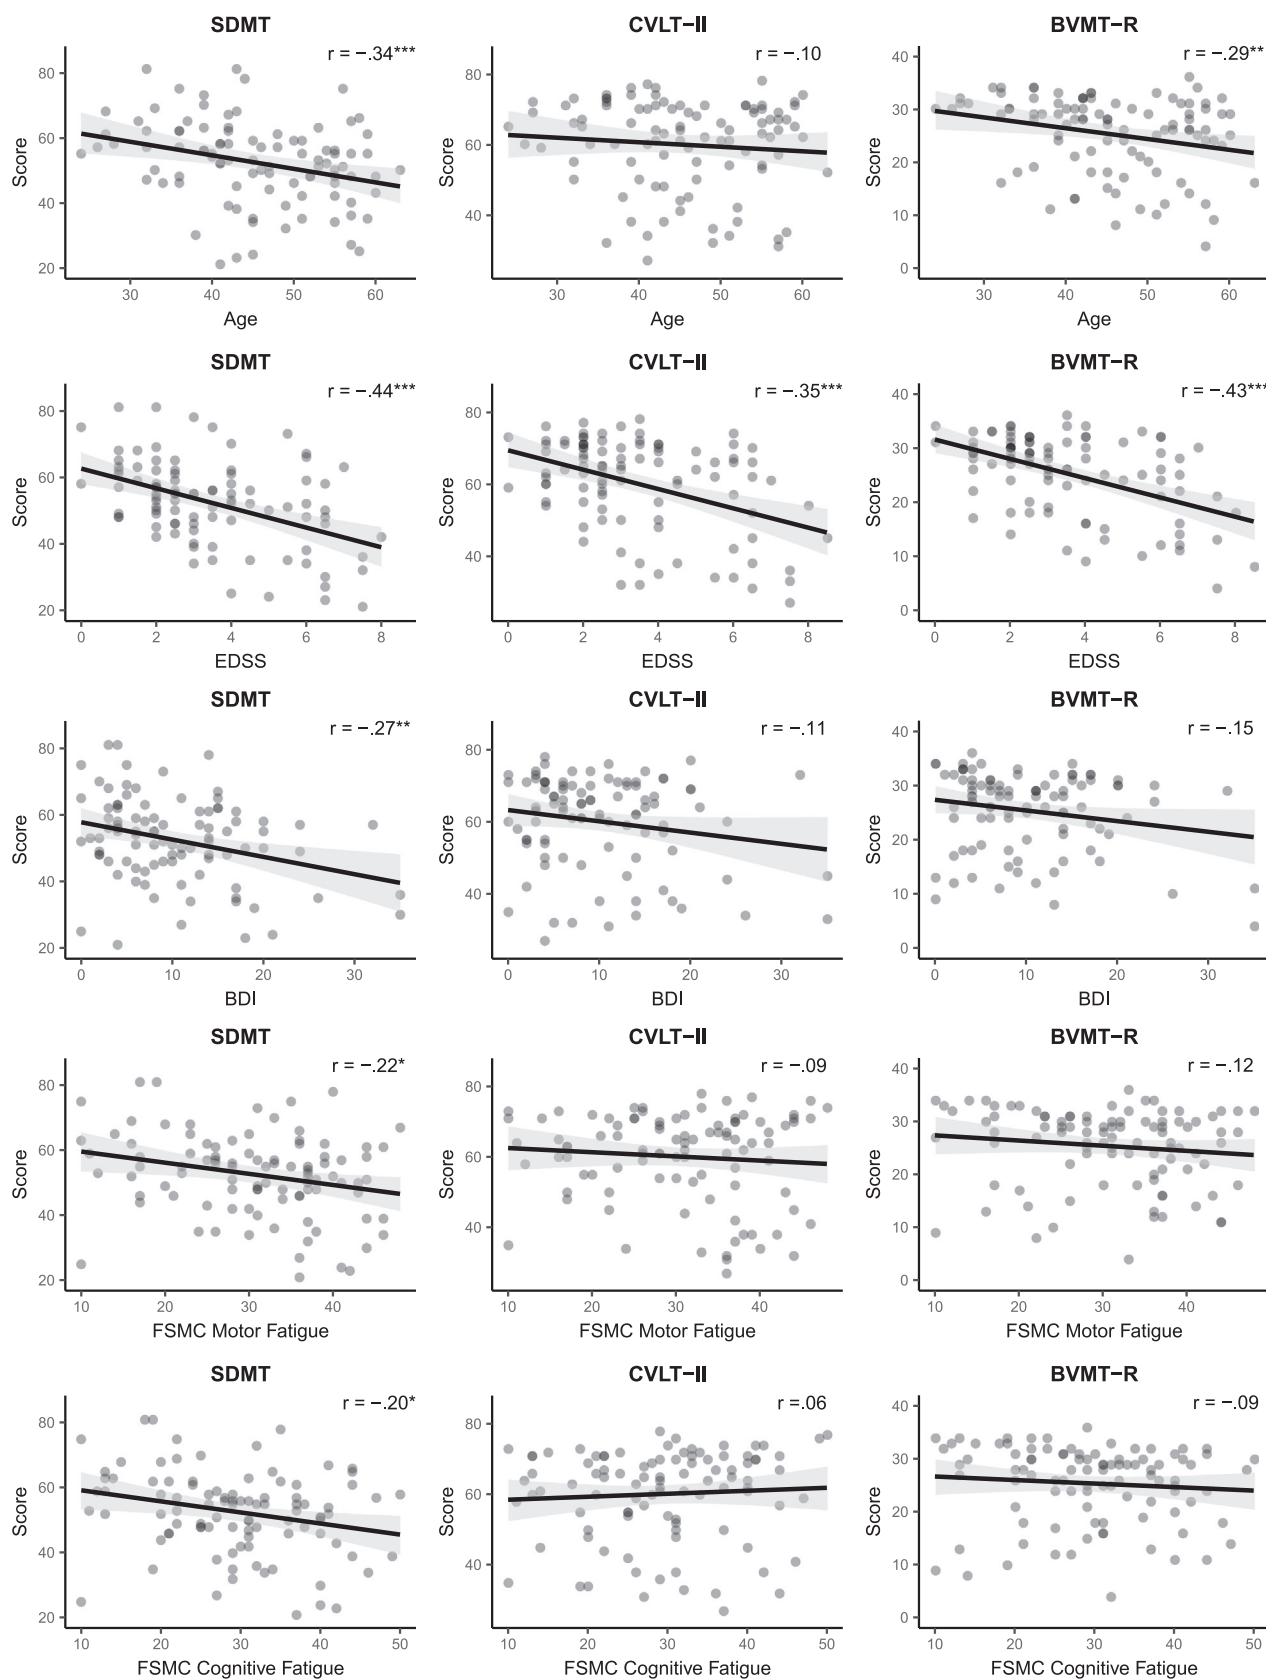 SDMT CVLT−II BVMT−R
r = −.34*** r = −.10 r = −.29**
Score Score Score
80 60 40 20
80 60 40
40 30 20 10 0
30 40 50 60 30 40 50 60 30 40 50 60
Age Age Age
SDMT CVLT−II BVMT−R
r = −.44*** r = −.35*** r = −.43***
Score Score Score
80 60 40 20
80 60 40
40 30 20 10 0
0 2 4 6 8 0 2 4 6 8 0 2 4 6 8
EDSS EDSS EDSS
SDMT CVLT−II BVMT−R
r = −.27** r = −.11 r = −.15
Score Score Score
80 60 40 20
80 60 40
40 30 20 10 0
0 10 20 30 0 10 20 30 0 10 20 30
BDI BDI BDI
SDMT CVLT−II BVMT−R
r = −.22* r = −.09 r = −.12
Score Score Score
80 60 40 20
80 60 40
40 30 20 10 0
10 20 30 40 10 20 30 40 10 20 30 40
FSMC Motor Fatigue FSMC Motor Fatigue FSMC Motor Fatigue
SDMT CVLT−II BVMT−R
r = −.20* r =.06 r = −.09
Score Score Score
80 60 40 20
80 60 40
40 30 20 10 0
10 20 30 40 50 10 20 30 40 50 10 20 30 40 50
FSMC Cognitive Fatigue FSMC Cognitive Fatigue FSMC Cognitive Fatigue